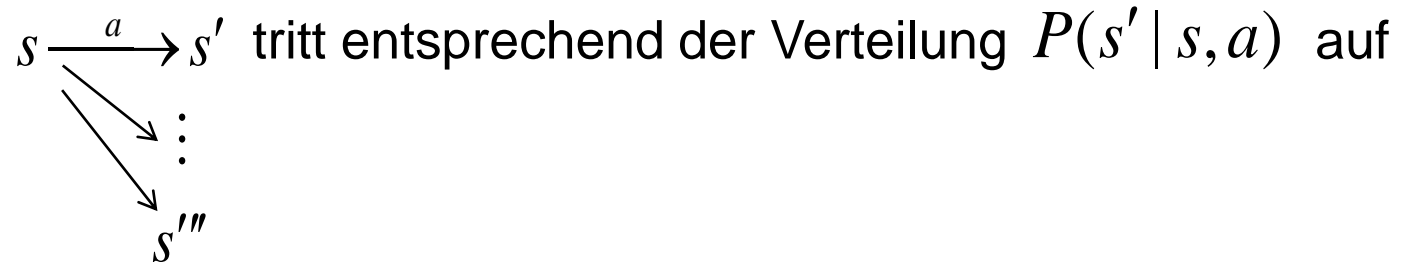 s a s′ tritt entsprechend der Verteilung P(s′ | s, a) auf
⋮
s‴